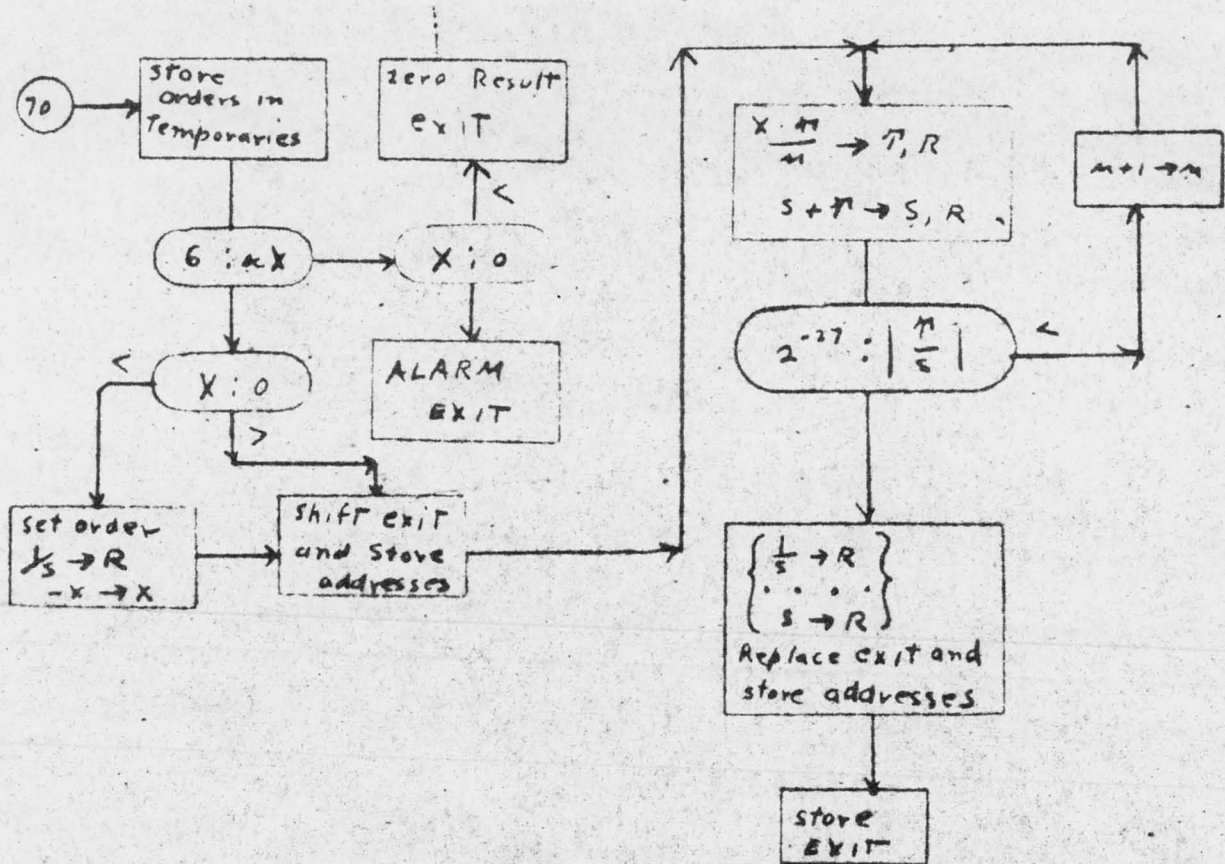 70
store
orders in
Temporaries
zero Result
exiT
6 : α X
X : 0
<
ALARM
EXIT
X : 0
<
>
set order
1/s → R
-x → X
shifT exiT
and Store
addresses
X · π / n → π, R
s + π → S, R
n + 1 → n
2^-27 : | π / s |
<
{ 1/s → R }
. . . .
{ s → R }
Replace exit and
store addresses
store
EXIT